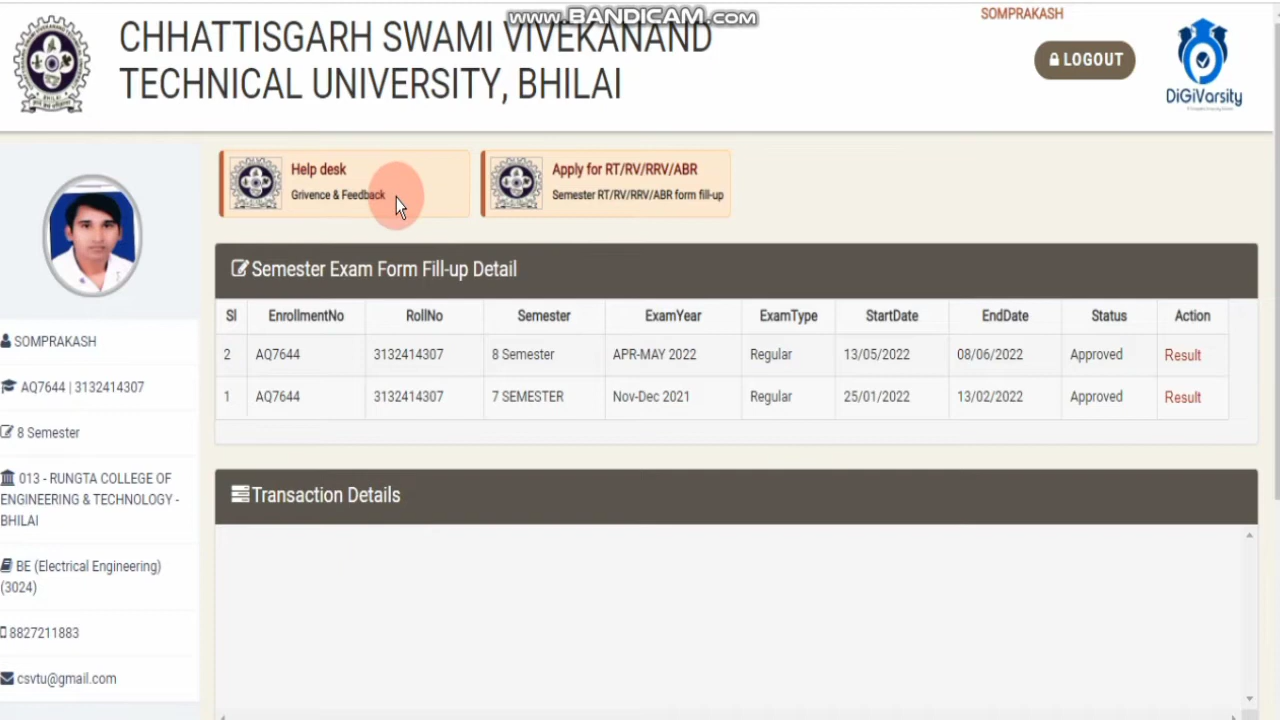 www.BANDICAM.com
CHHATTISGARH SWAMI VIVEKANAND
TECHNICAL UNIVERSITY, BHILAI
SOMPRAKASH
LOGOUT
DiGiVarsity
Help desk
Grivence & Feedback
Apply for RT/RV/RRV/ABR
Semester RT/RV/RRV/ABR form fill-up
SOMPRAKASH
AQ7644 | 3132414307
8 Semester
013 - RUNGTA COLLEGE OF
ENGINEERING & TECHNOLOGY -
BHILAI
BE (Electrical Engineering)
(3024)
8827211883
csvtu@gmail.com
Semester Exam Form Fill-up Detail
Sl EnrollmentNo RollNo Semester ExamYear ExamType StartDate EndDate Status Action
2 AQ7644 3132414307 8 Semester APR-MAY 2022 Regular 13/05/2022 08/06/2022 Approved Result
1 AQ7644 3132414307 7 SEMESTER Nov-Dec 2021 Regular 25/01/2022 13/02/2022 Approved Result
Transaction Details